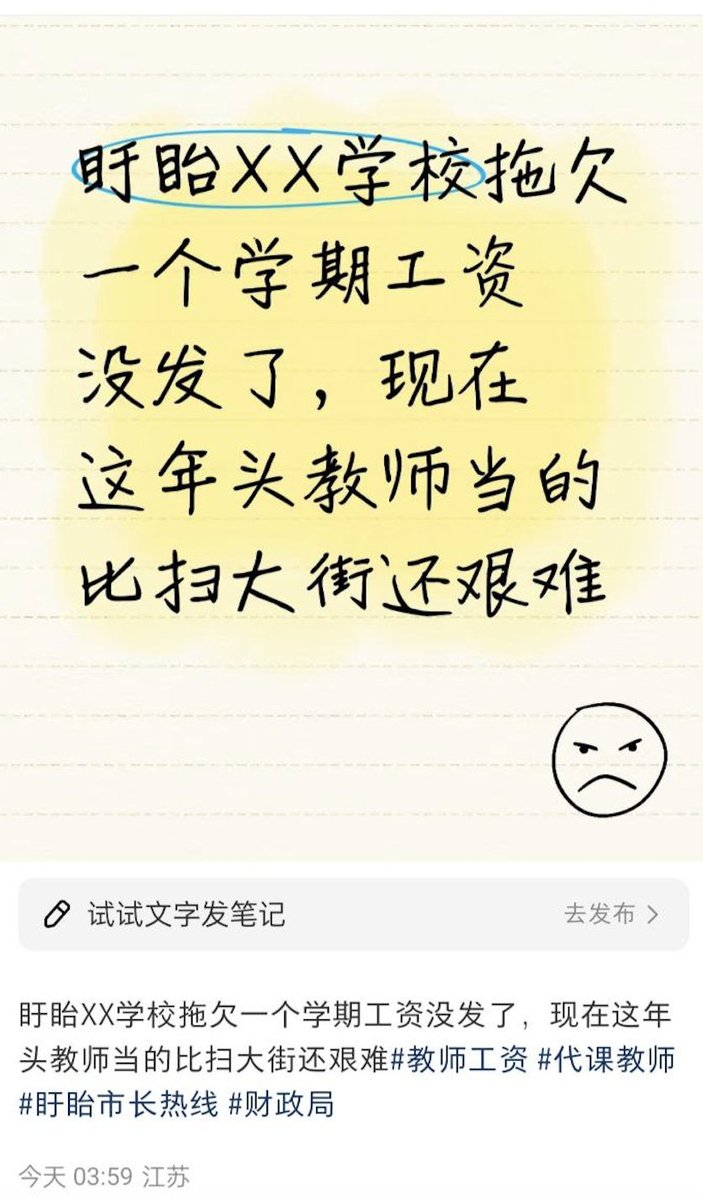 盱眙XX学校拖欠
一个学期工资
没发了，现在
这年头教师当的
比扫大街还艰难
试试文字发笔记
去发布 >
盱眙XX学校拖欠一个学期工资没发了，现在这年
头教师当的比扫大街还艰难#教师工资 #代课教师
#盱眙市长热线 #财政局
今天 03:59 江苏